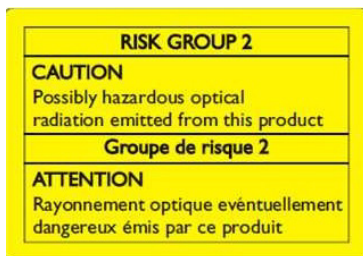 RISK GROUP 2
CAUTION
Possibly hazardous optical
radiation emitted from this product
Groupe de risque 2
ATTENTION
Rayonnement optique evéntuellement
dangereux émis par ce produit